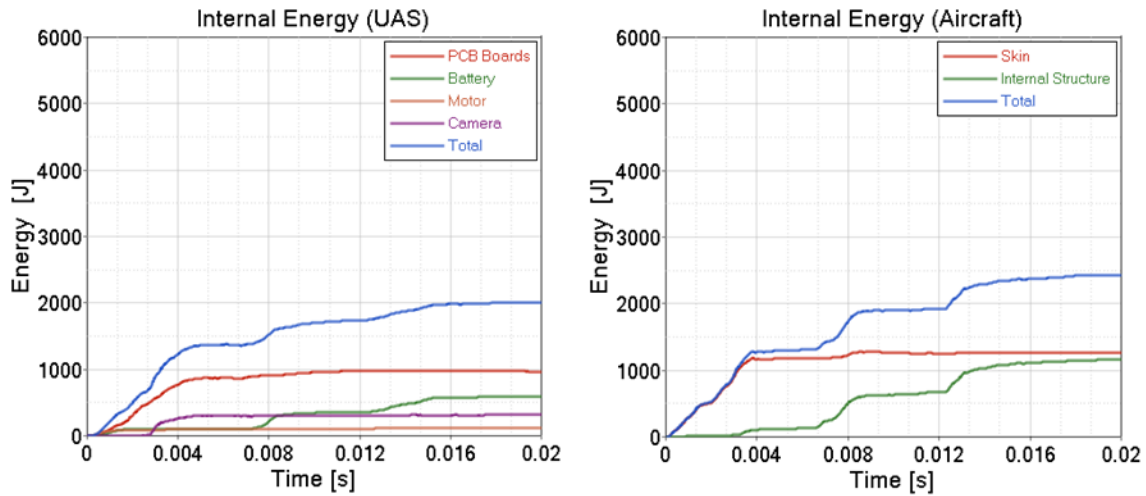 Internal Energy (UAS)
6000
5000
4000
3000
2000
1000
0
Energy [J]
PCB Boards
Battery
Motor
Camera
Total
0 0.004 0.008 0.012 0.016 0.02
Time [s]
Internal Energy (Aircraft)
6000
5000
4000
3000
2000
1000
0
Energy [J]
Skin
Internal Structure
Total
0 0.004 0.008 0.012 0.016 0.02
Time [s]